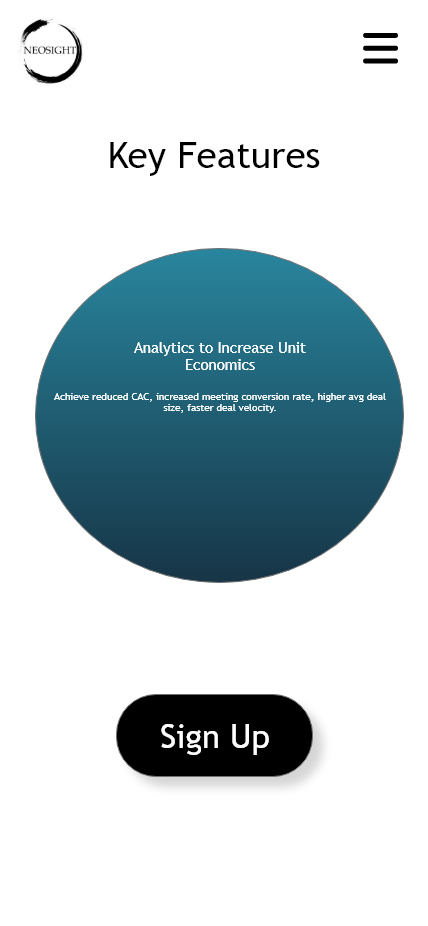 NEOSIGHT
Key Features
Analytics to Increase Unit
Economics
Achieve reduced CAC, increased meeting conversion rate, higher avg deal
size, faster deal velocity.
Sign Up